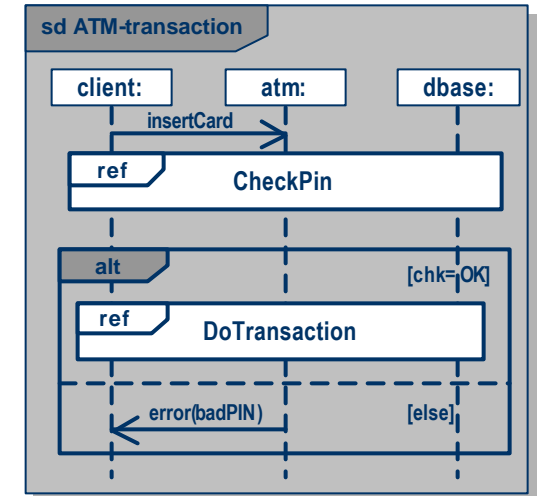 sd ATM-transaction
client: atm: dbase:
insertCard
ref
CheckPin
alt
[chk= OK]
ref
DoTransaction
error(badPIN)
[else]